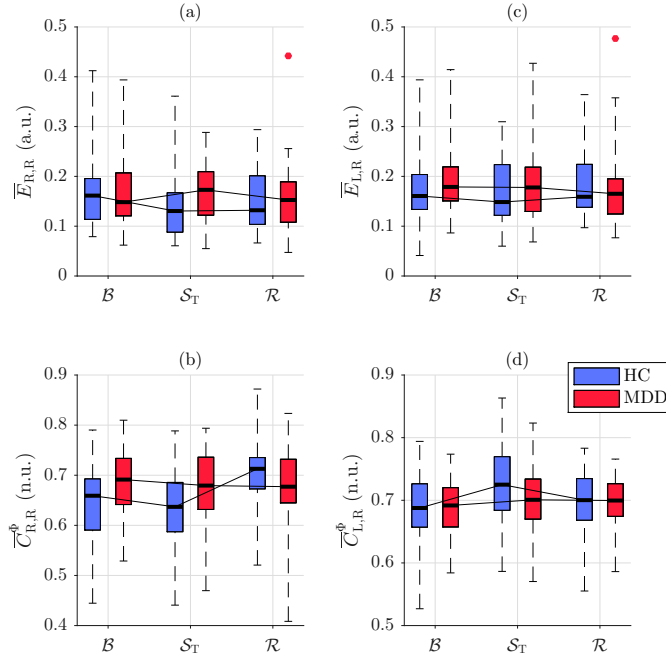 (a)
0.5
0.4
0.3
0.2
0.1
0
E̅_R,R (a.u.)
ℬ
𝒮_T
ℛ
(c)
0.5
0.4
0.3
0.2
0.1
0
E̅_L,R (a.u.)
ℬ
𝒮_T
ℛ
(b)
0.9
0.8
0.7
0.6
0.5
0.4
C̅^Φ_R,R (n.u.)
ℬ
𝒮_T
ℛ
(d)
0.9
0.8
0.7
0.6
0.5
C̅^Φ_L,R (n.u.)
ℬ
𝒮_T
ℛ
HC
MDD